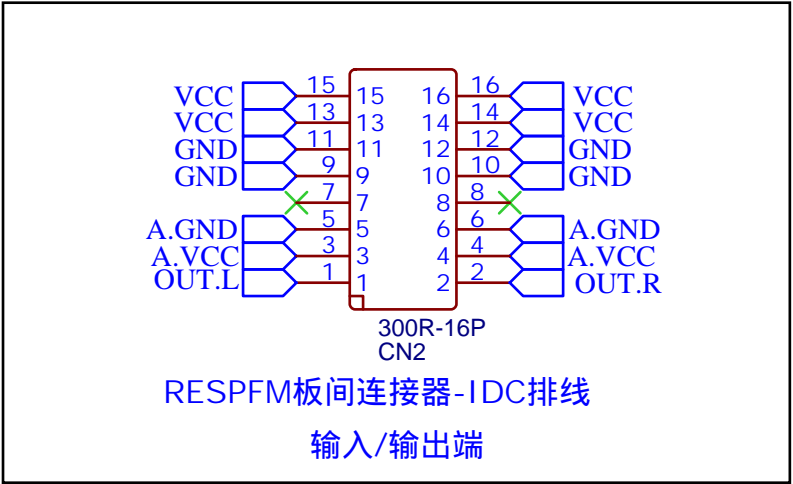 VCC 15 15 16 16 VCC
VCC 13 13 14 14 VCC
GND 11 11 12 12 GND
GND 9 9 10 10 GND
7 7 8 8
A.GND 5 5 6 6 A.GND
A.VCC 3 3 4 4 A.VCC
OUT.L 1 1 2 2 OUT.R
300R-16P
CN2
RESPFM板间连接器-IDC排线
输入/输出端